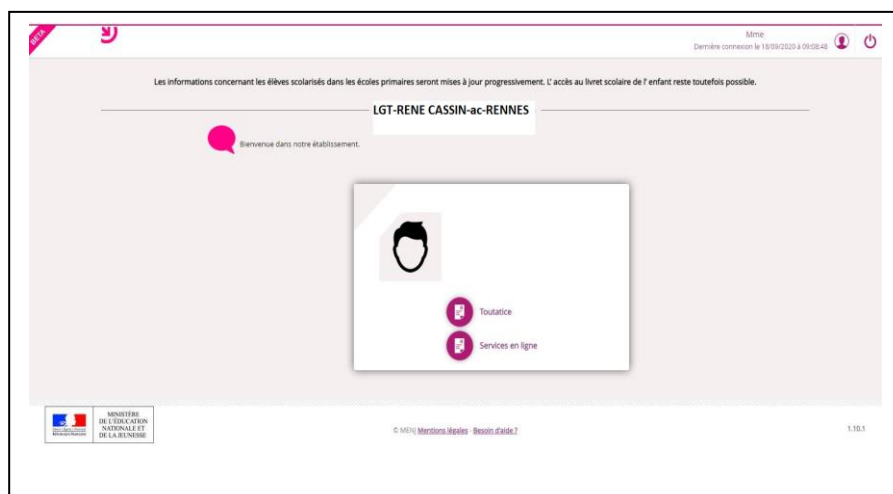 BETA
Mme
Dernière connexion le 18/09/2020 à 09:08:48
Les informations concernant les élèves scolarisés dans les écoles primaires seront mises à jour progressivement. L' accès au livret scolaire de l' enfant reste toutefois possible.
LGT-RENE CASSIN-ac-RENNES
Bienvenue dans notre établissement.
Toutatice
Services en ligne
MINISTÈRE
DE L'ÉDUCATION
NATIONALE ET
DE LA JEUNESSE
© MENJ Mentions légales - Besoin d'aide ?
1.10.1